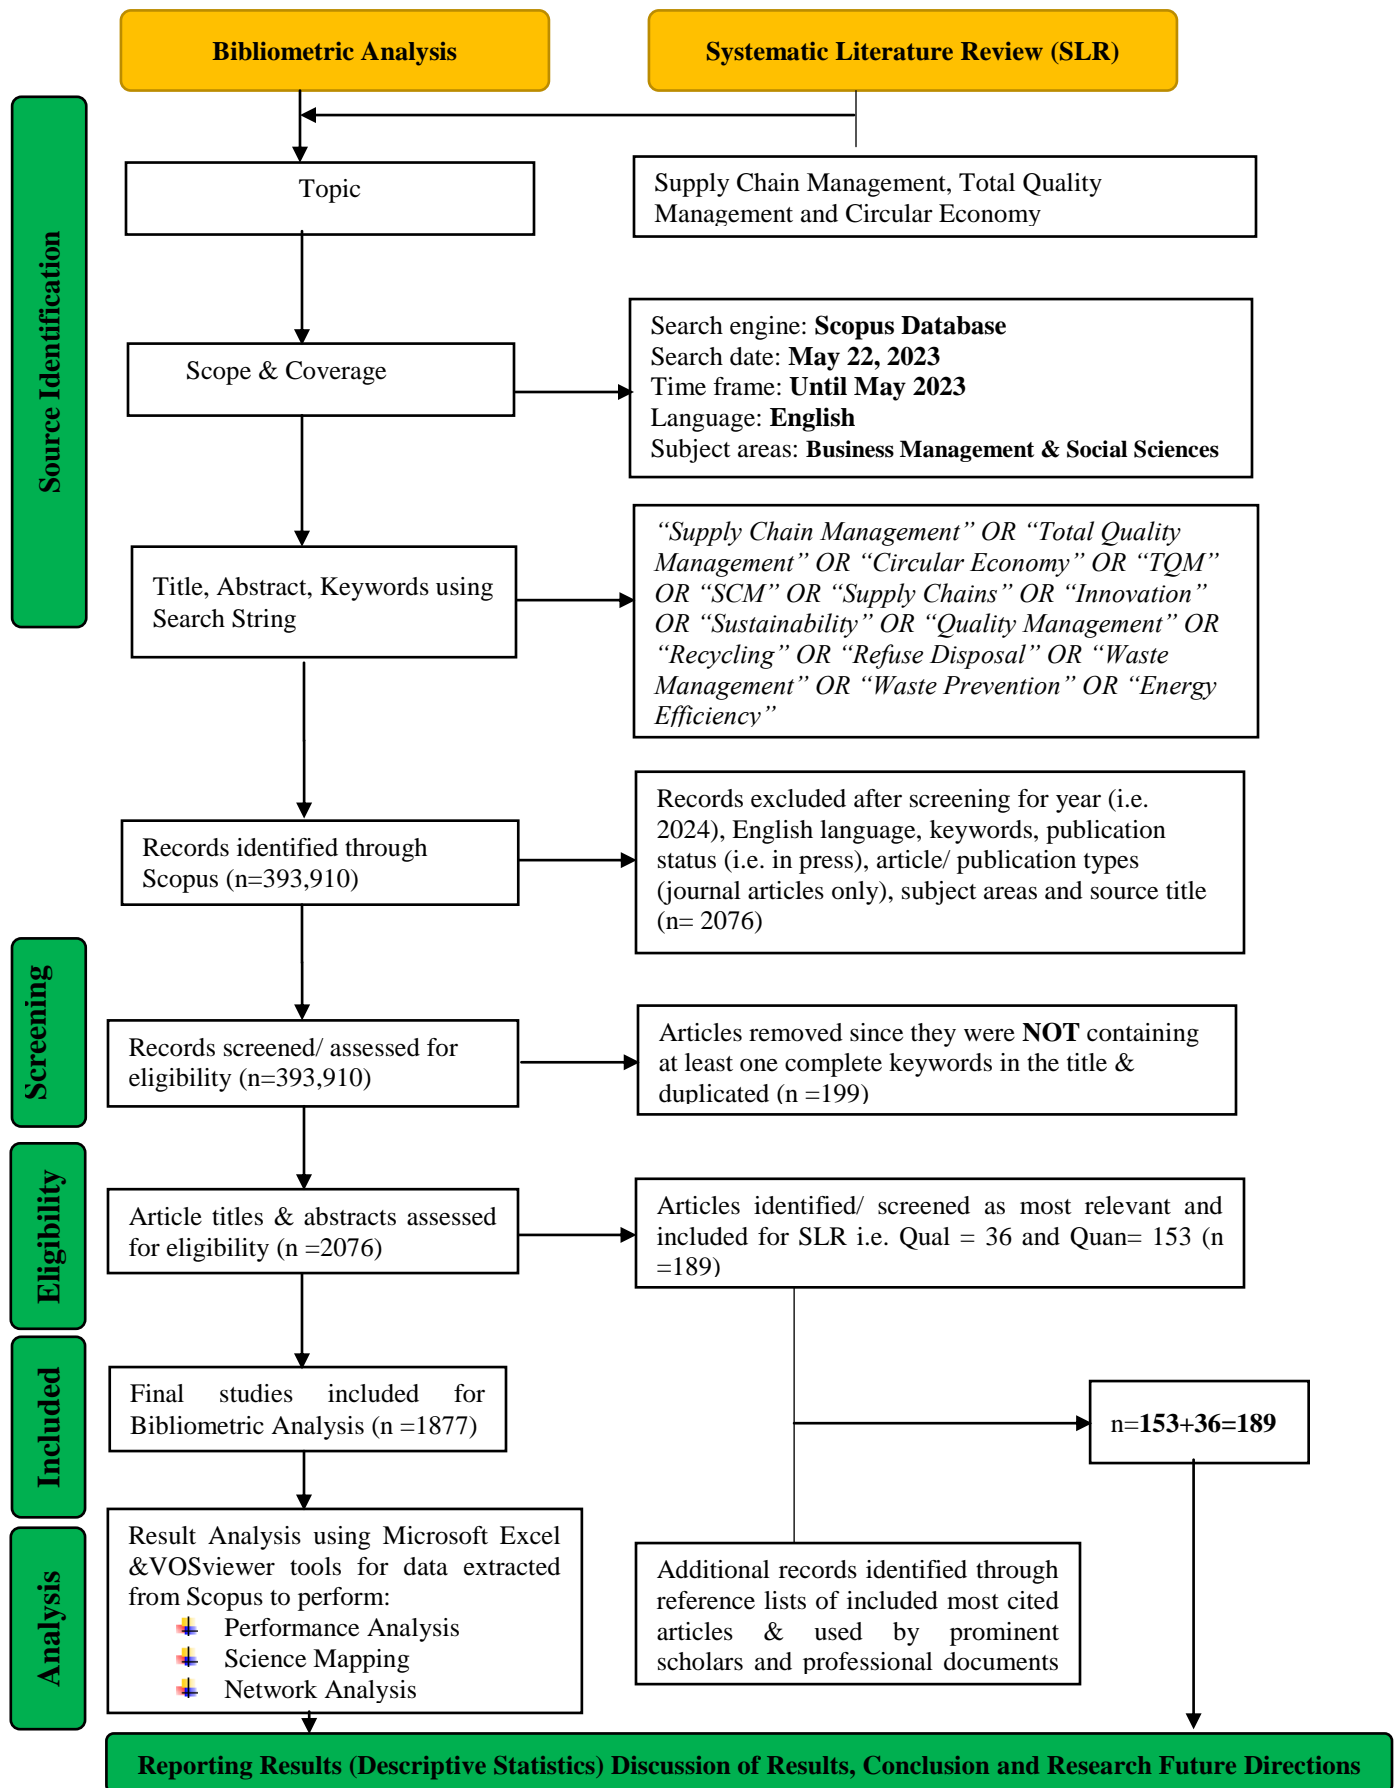 Bibliometric Analysis
Systematic Literature Review (SLR)
Source Identification
Topic
Supply Chain Management, Total Quality
Management and Circular Economy
Scope & Coverage
Search engine: Scopus Database
Search date: May 22, 2023
Time frame: Until May 2023
Language: English
Subject areas: Business Management & Social Sciences
Title, Abstract, Keywords using
Search String
“Supply Chain Management” OR “Total Quality
Management” OR “Circular Economy” OR “TQM”
OR “SCM” OR “Supply Chains” OR “Innovation”
OR “Sustainability” OR “Quality Management” OR
“Recycling” OR “Refuse Disposal” OR “Waste
Management” OR “Waste Prevention” OR “Energy
Efficiency”
Records identified through
Scopus (n=393,910)
Records excluded after screening for year (i.e.
2024), English language, keywords, publication
status (i.e. in press), article/ publication types
(journal articles only), subject areas and source title
(n= 2076)
Screening
Records screened/ assessed for
eligibility (n=393,910)
Articles removed since they were NOT containing
at least one complete keywords in the title &
duplicated (n =199)
Eligibility
Article titles & abstracts assessed
for eligibility (n =2076)
Articles identified/ screened as most relevant and
included for SLR i.e. Qual = 36 and Quan= 153 (n
=189)
Included
Final studies included for
Bibliometric Analysis (n =1877)
n=153+36=189
Analysis
Result Analysis using Microsoft Excel
&VOSviewer tools for data extracted
from Scopus to perform:
Performance Analysis
Science Mapping
Network Analysis
Additional records identified through
reference lists of included most cited
articles & used by prominent
scholars and professional documents
Reporting Results (Descriptive Statistics) Discussion of Results, Conclusion and Research Future Directions